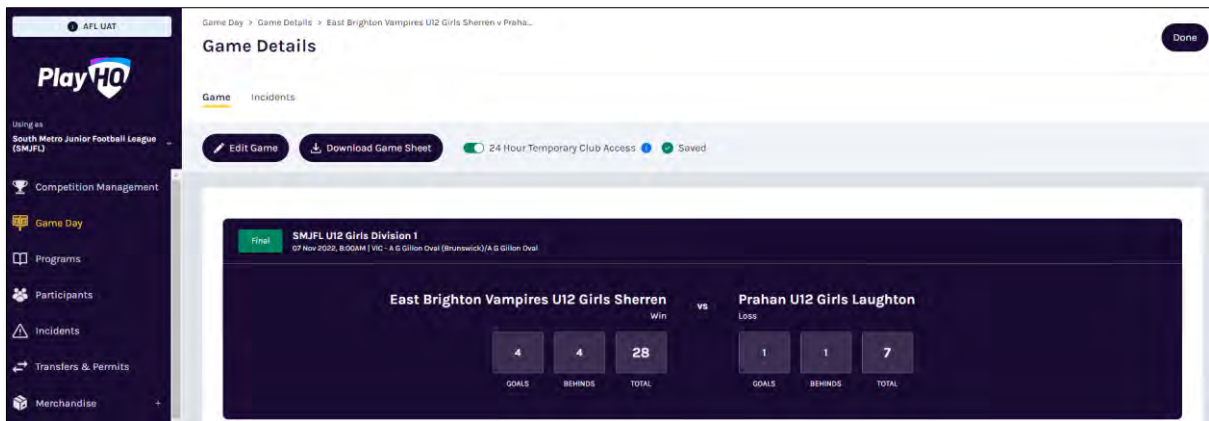 AFL UAT
PlayHQ
Using as
South Metro Junior Football League
(SMJFL)
Competition Management
Game Day
Programs
Participants
Incidents
Transfers & Permits
Merchandise +
Game Day > Game Details > East Brighton Vampires U12 Girls Sherren v Praha...
Game Details
Done
Game Incidents
Edit Game Download Game Sheet 24 Hour Temporary Club Access Saved
Final
SMJFL U12 Girls Division 1
07 Nov 2022, 8:00AM | VIC - A G Gillon Oval (Brunswick)/A G Gillon Oval
East Brighton Vampires U12 Girls Sherren vs Prahan U12 Girls Laughton
Win Loss
4 4 28 1 1 7
GOALS BEHINDS TOTAL GOALS BEHINDS TOTAL